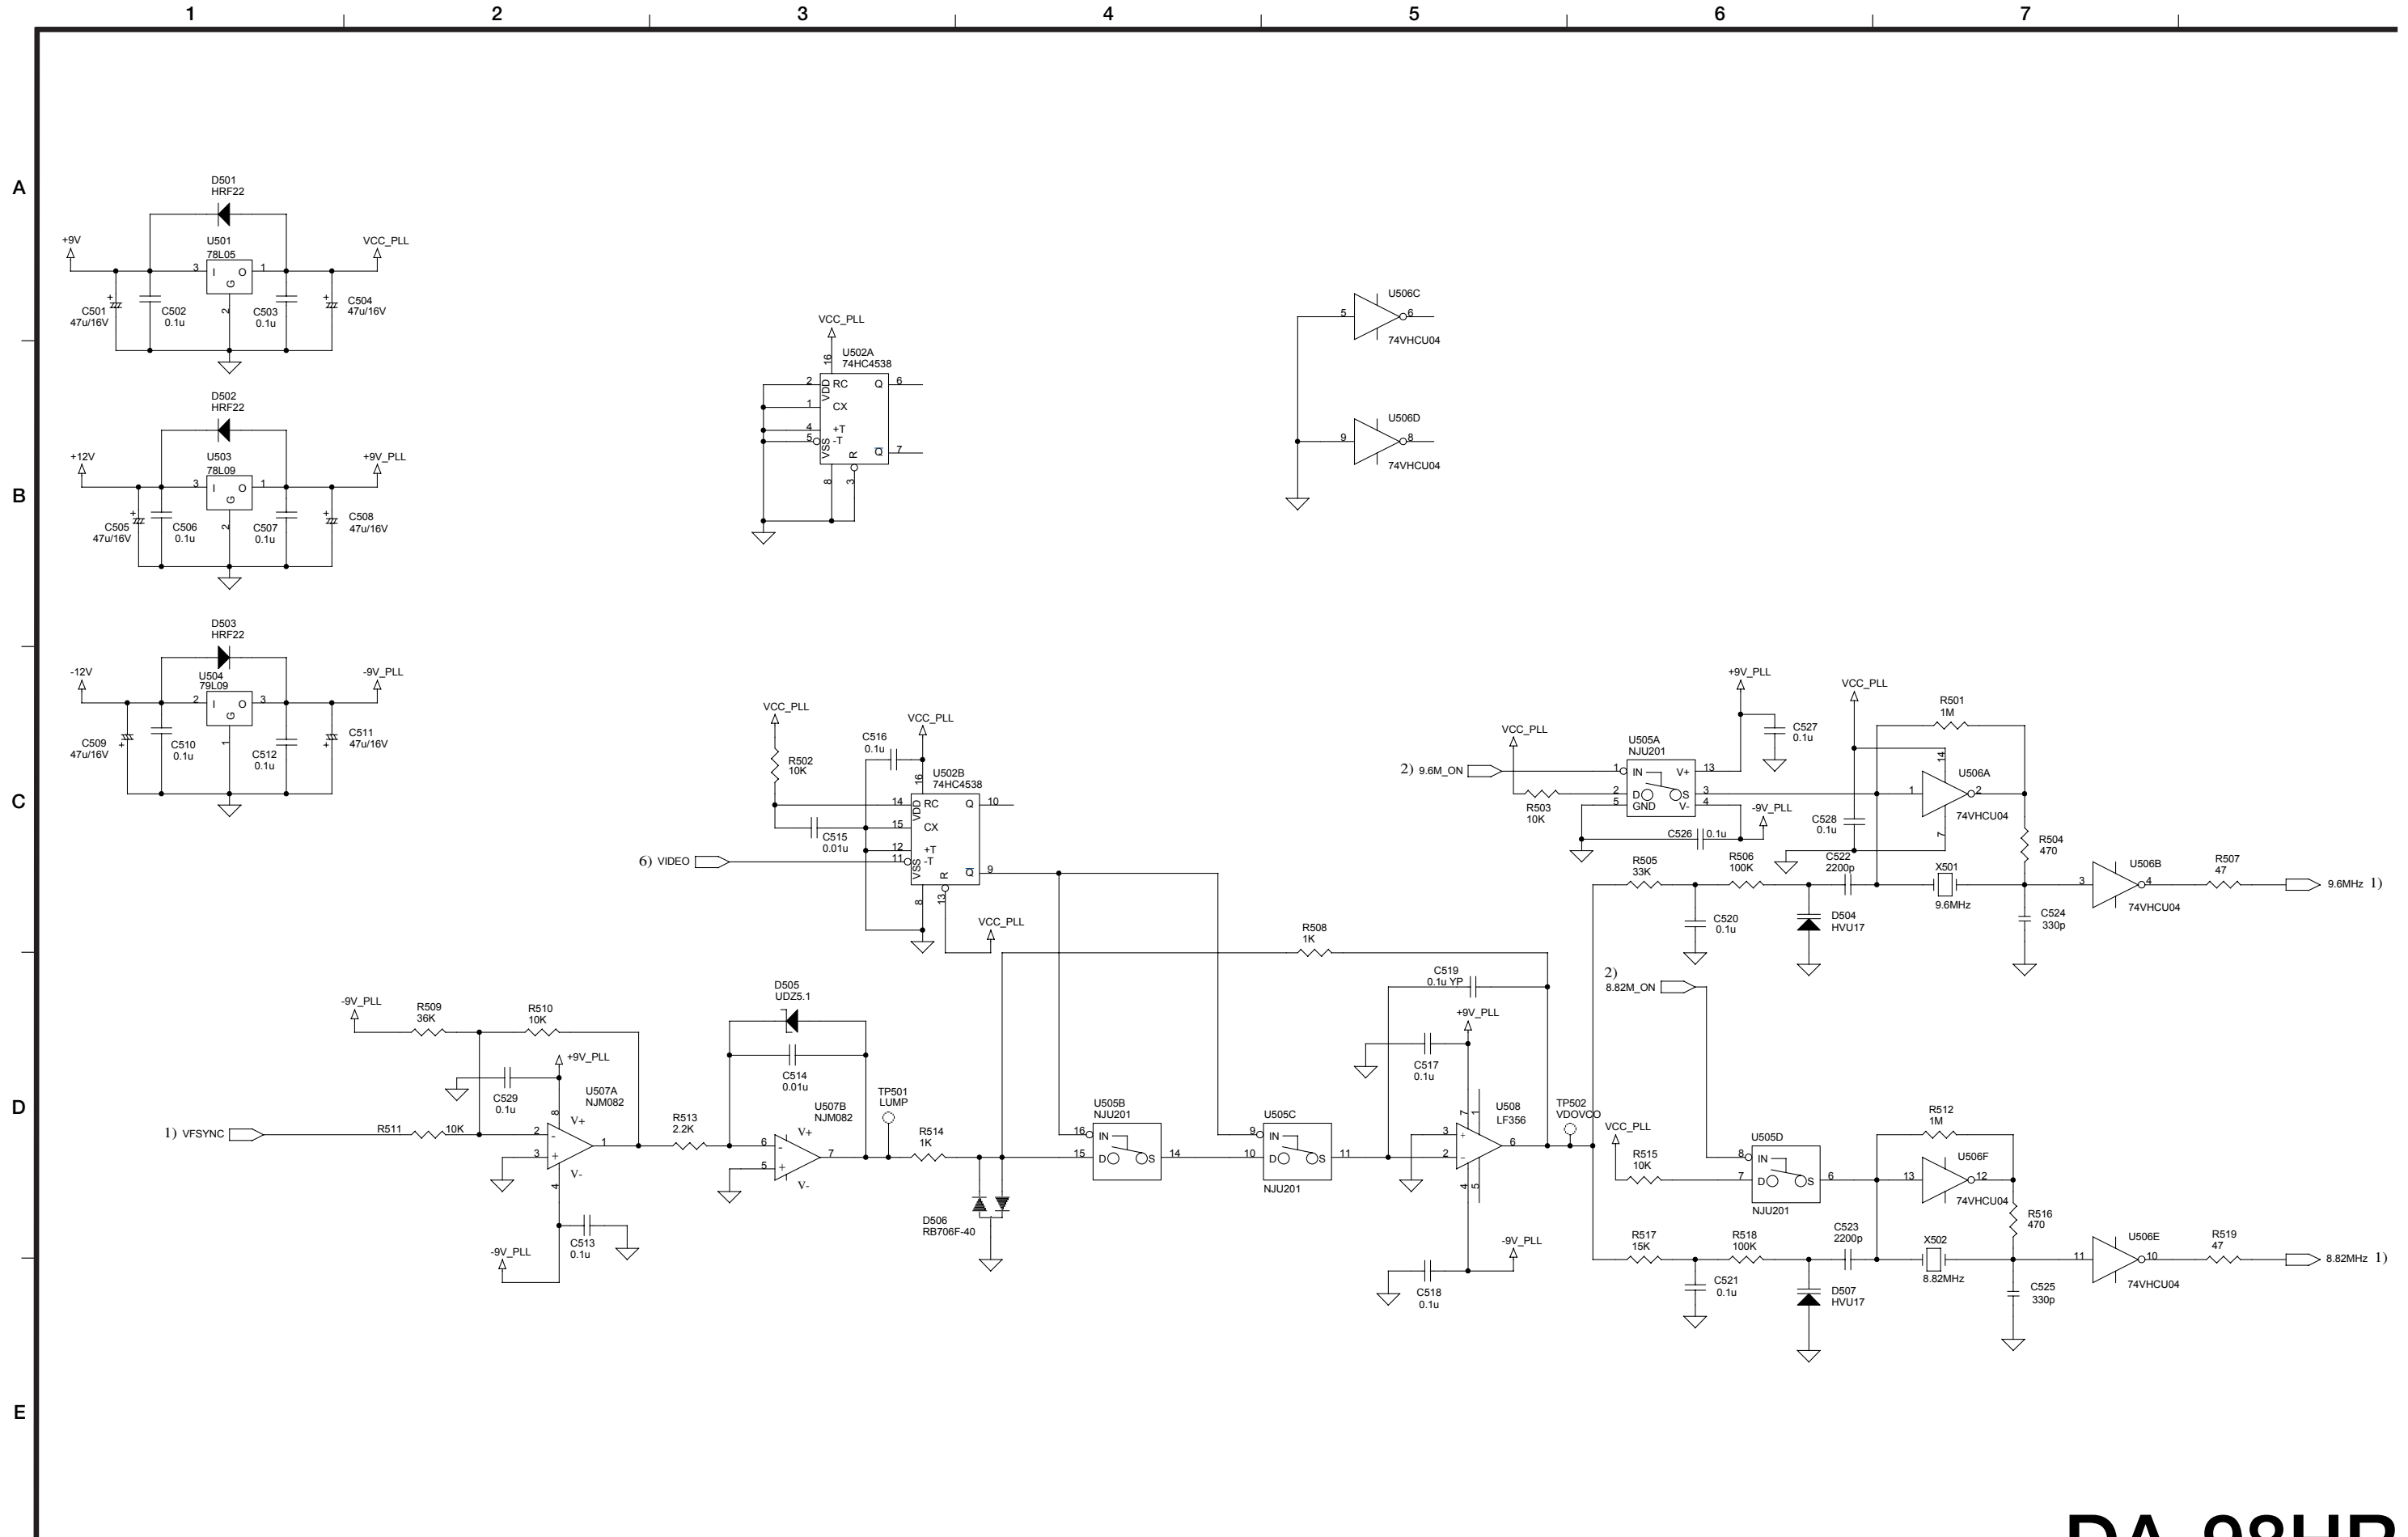 1 2 3 4 5 6 7
A
D501
HRF22
+9V
U501
78L05
VCC_PLL
3 I O 1
G
2
C501
47u/16V
C502
0.1u
C503
0.1u
C504
47u/16V
VCC_PLL
U502A
74HC4538
16
2 RC Q 6
VDD
1 CX
4 +T
5 -T
VSS
R
Q 7
8
3
U506C
5 6
74VHCU04
U506D
9 8
74VHCU04
B
D502
HRF22
+12V
U503
78L09
+9V_PLL
3 I O 1
G
2
C505
47u/16V
C506
0.1u
C507
0.1u
C508
47u/16V
C
D503
HRF22
-12V
U504
79L09
-9V_PLL
2 I O 3
G
1
C509
47u/16V
C510
0.1u
C512
0.1u
C511
47u/16V
VCC_PLL
R502
10K
C516
0.1u
VCC_PLL
16
U502B
74HC4538
14 RC Q 10
VDD
15 CX
C515
0.01u
12 +T
6) VIDEO
11 -T
VSS
R
Q 9
8
13
VCC_PLL
R508
1K
2) 9.6M_ON
VCC_PLL
R503
10K
U505A
NJU201
1 IN V+ 13
2 D S 3
5 GND V- 4
+9V_PLL
C527
0.1u
-9V_PLL
C526 0.1u
VCC_PLL
C528
0.1u
R501
1M
14
U506A
1 2
74VHCU04
7
R504
470
R505
33K
R506
100K
C522
2200p
X501
9.6MHz
C520
0.1u
D504
HVU17
C524
330p
U506B
3 4
74VHCU04
R507
47
9.6MHz 1)
D
-9V_PLL
R509
36K
R510
10K
+9V_PLL
C529
0.1u
U507A
NJM082
8
V+
1) VFSYNC
R511 10K
2 -
3 +
1
V-
4
C513
0.1u
-9V_PLL
R513
2.2K
D505
UDZ5.1
C514
0.01u
U507B
NJM082
V+
6 -
5 +
7
V-
TP501
LUMP
R514
1K
D506
RB706F-40
U505B
NJU201
16 IN
15 D S 14
U505C
9 IN
10 D S 11
NJU201
C519
0.1u YP
+9V_PLL
C517
0.1u
7 1
U508
LF356
3 +
2 -
6
4 5
-9V_PLL
C518
0.1u
TP502
VDOVCO
2)
8.82M_ON
VCC_PLL
R515
10K
U505D
8 IN
7 D S 6
NJU201
R512
1M
U506F
13 12
74VHCU04
R516
470
R517
15K
R518
100K
C523
2200p
X502
8.82MHz
C521
0.1u
D507
HVU17
C525
330p
U506E
11 10
74VHCU04
R519
47
8.82MHz 1)
E